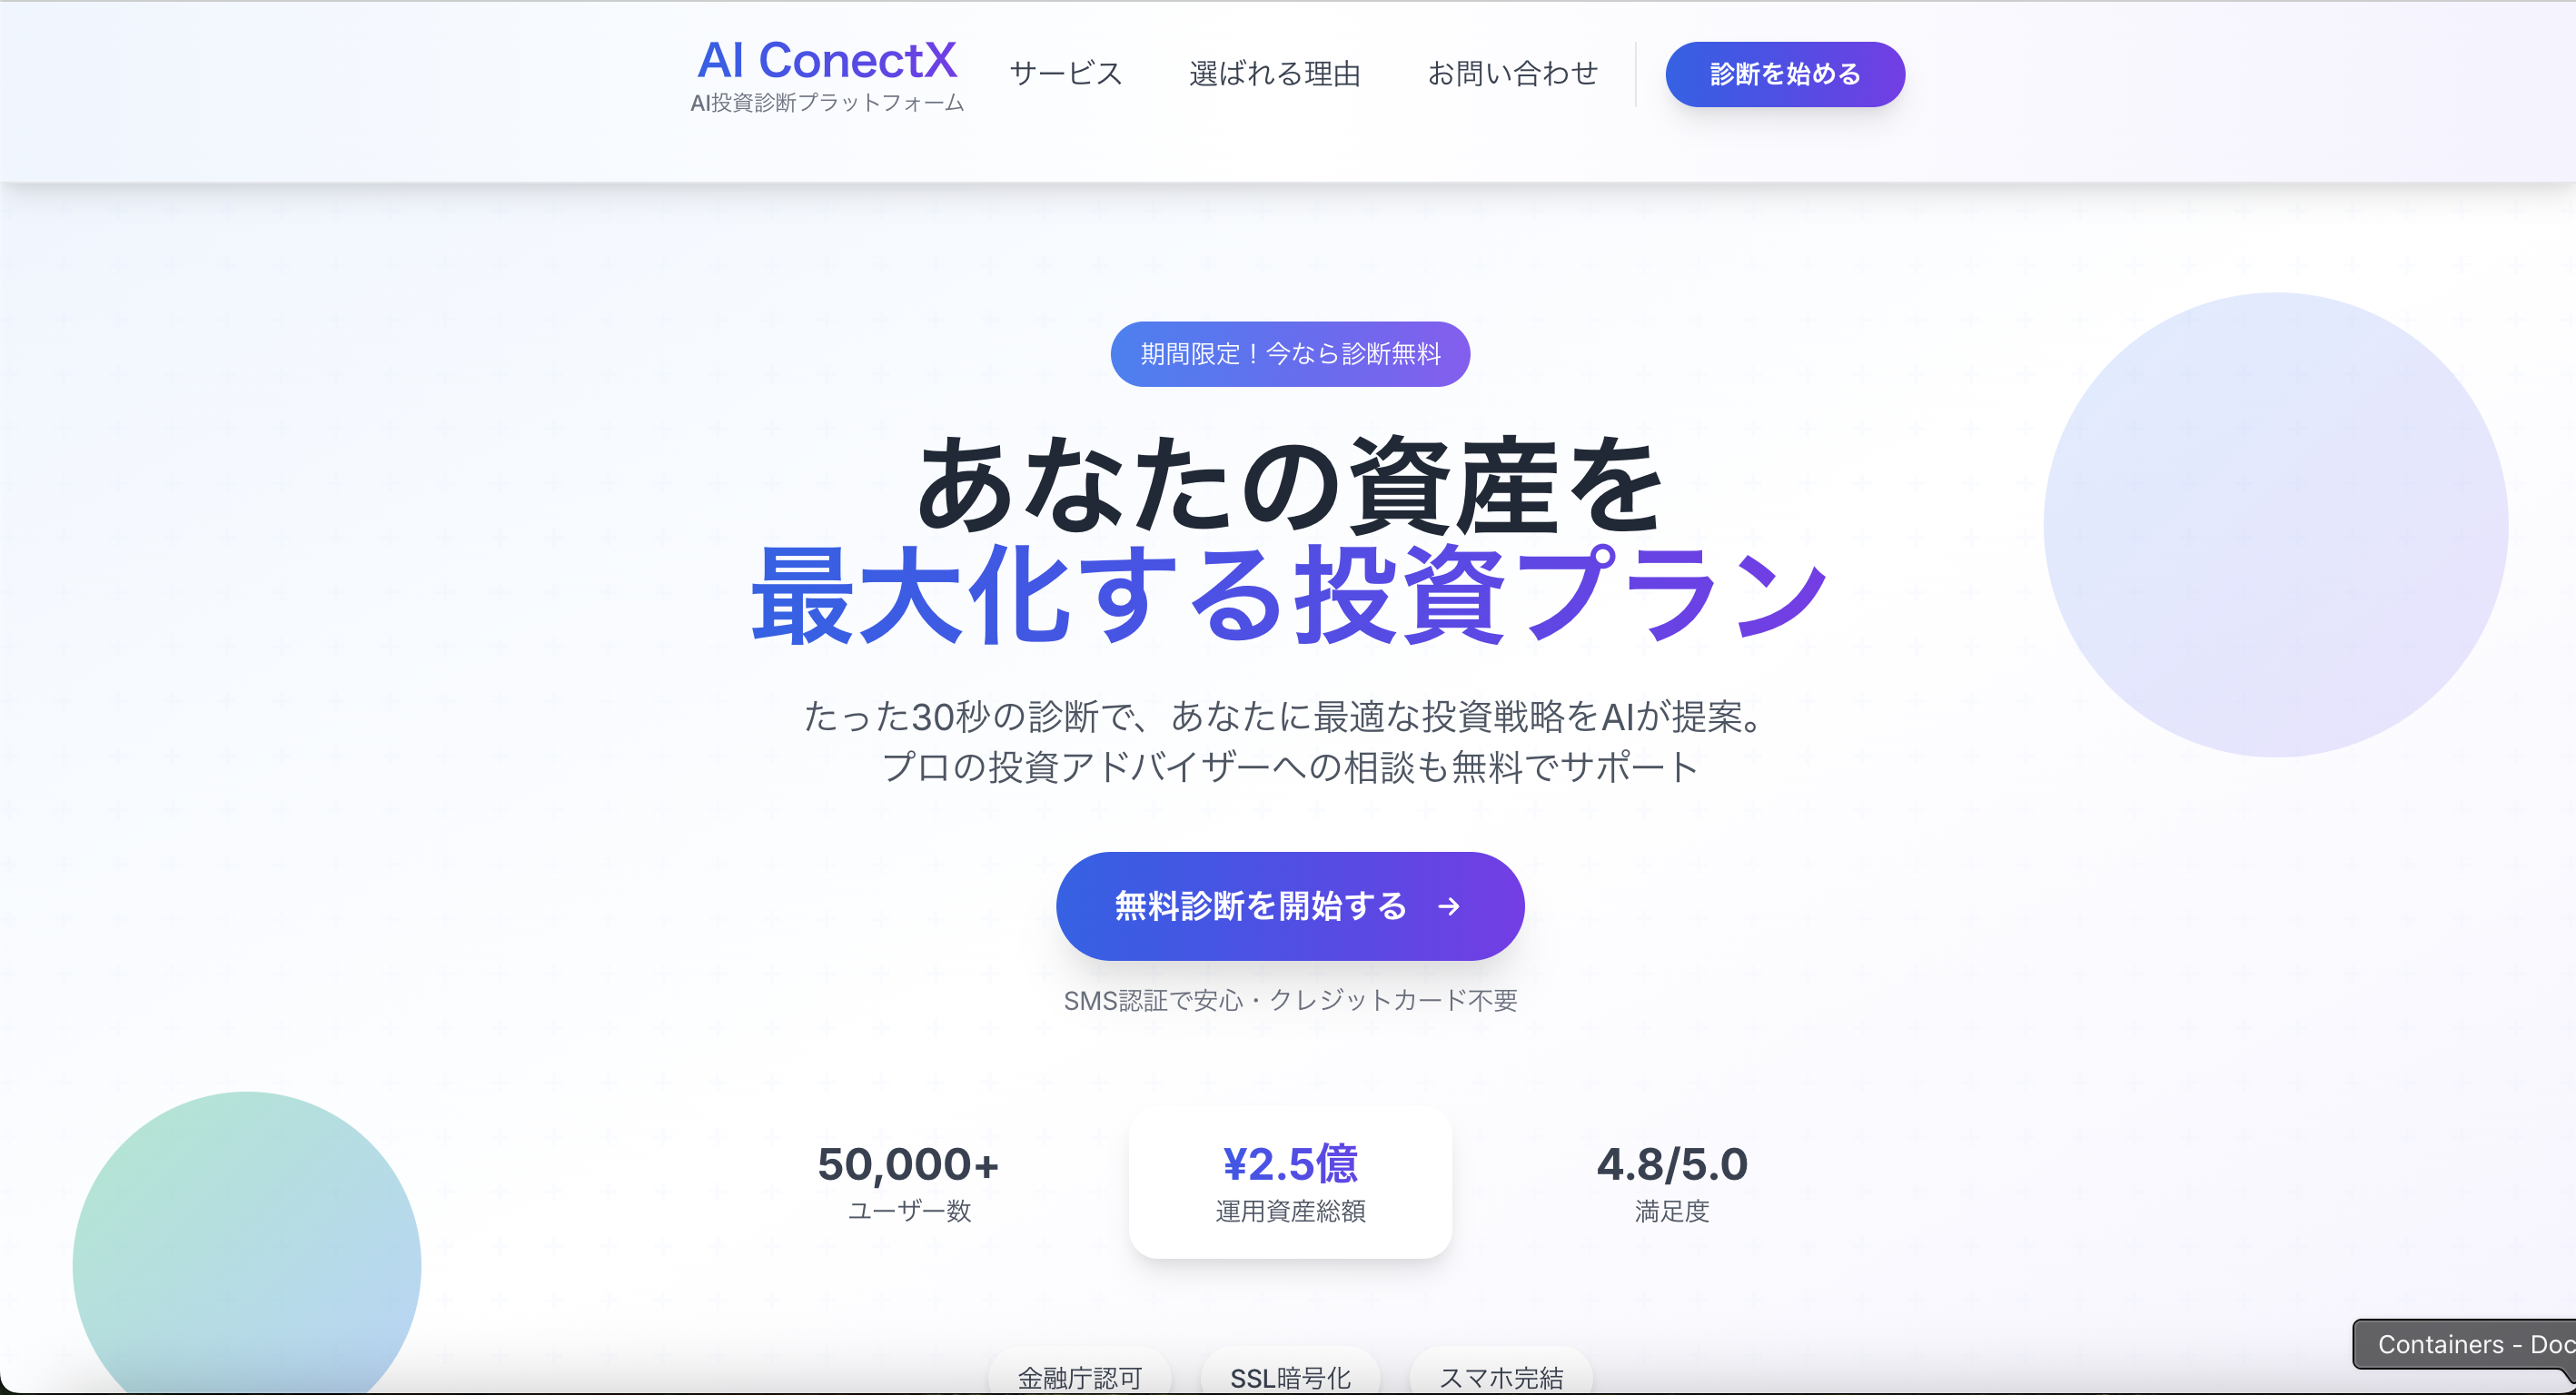 AI ConectX
AI投資診断プラットフォーム
サービス
選ばれる理由
お問い合わせ
診断を始める
期間限定！今なら診断無料
あなたの資産を
最大化する投資プラン
たった30秒の診断で、あなたに最適な投資戦略をAIが提案。
プロの投資アドバイザーへの相談も無料でサポート
無料診断を開始する →
SMS認証で安心・クレジットカード不要
50,000+
ユーザー数
¥2.5億
運用資産総額
4.8/5.0
満足度
金融庁認可
SSL暗号化
スマホ完結
Containers - Doc